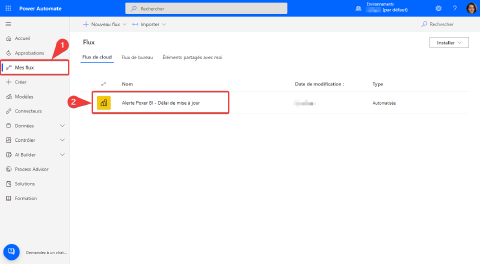 Power Automate
Rechercher
Environnements
(par défaut)
?
+ Nouveau flux
Importer
Rechercher
Accueil
Approbations
1
Mes flux
Créer
Modèles
Connecteurs
Données
Contrôler
AI Builder
Process Advisor
Solutions
Formation
Demandez à un chat...
Flux
Installer
Flux de cloud
Flux de bureau
Éléments partagés avec moi
Nom
Date de modification :
Type
2
Alerte Power BI - Délai de mise à jour
Automatisés